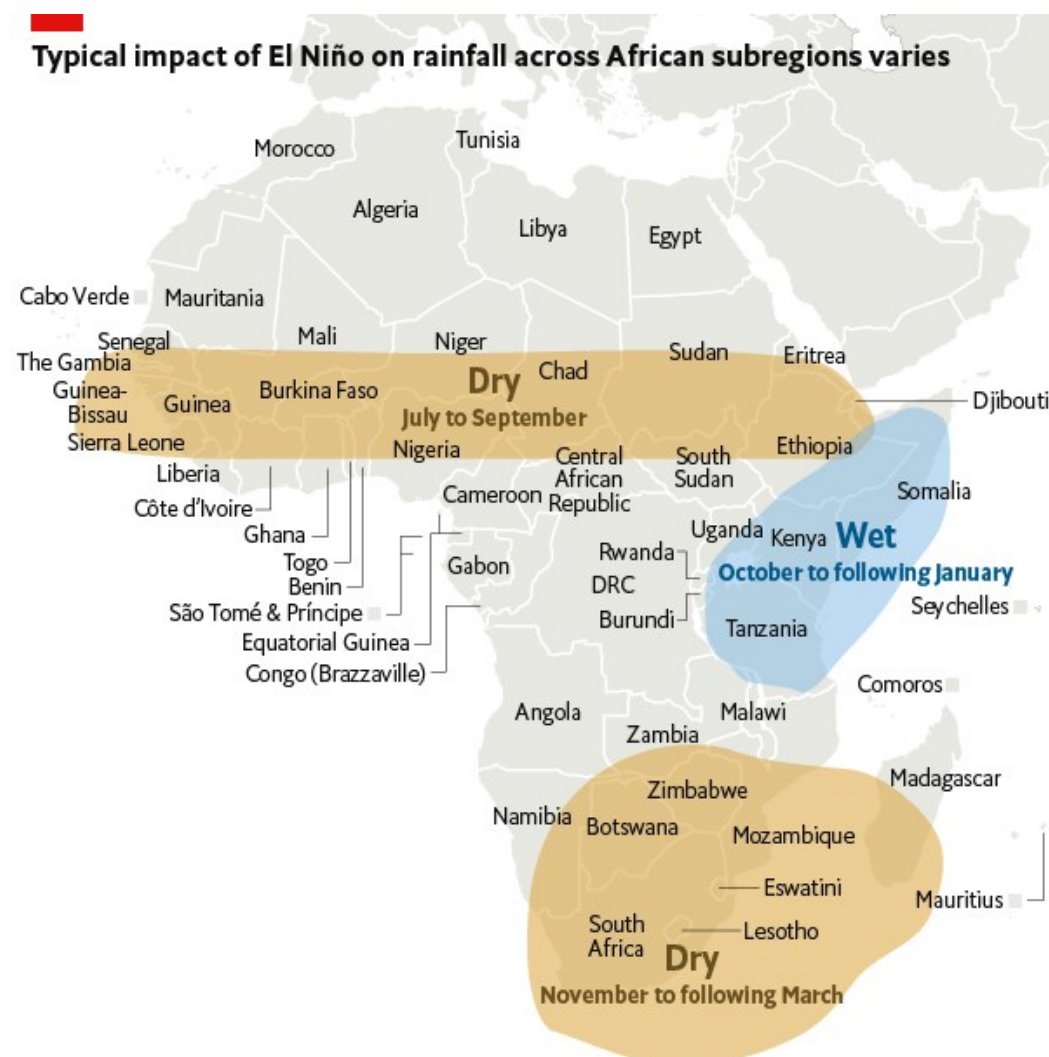 Typical impact of El Niño on rainfall across African subregions varies
Tunisia
Morocco
Algeria
Libya
Egypt
Cabo Verde
Mauritania
Mali
Niger
Senegal
Sudan
Eritrea
The Gambia
Chad
Dry
July to September
Burkina Faso
Guinea-
Bissau
Guinea
Djibouti
Sierra Leone
Nigeria
Ethiopia
Liberia
Central
African
Republic
South
Sudan
Cameroon
Somalia
Côte d'Ivoire
Ghana
Uganda
Kenya
Wet
October to following January
Togo
Rwanda
Gabon
DRC
Benin
São Tomé & Príncipe
Burundi
Tanzania
Seychelles
Equatorial Guinea
Congo (Brazzaville)
Comoros
Angola
Malawi
Zambia
Madagascar
Zimbabwe
Namibia
Botswana
Mozambique
Eswatini
Mauritius
South
Africa
Lesotho
Dry
November to following March